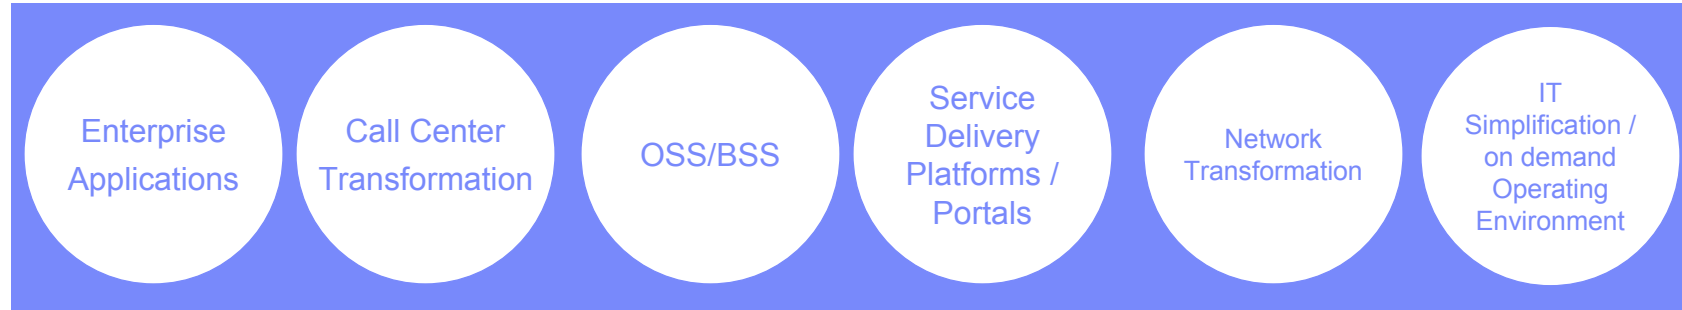 Enterprise
Applications
Call Center
Transformation
OSS/BSS
Service
Delivery
Platforms /
Portals
Network
Transformation
IT
Simplification /
on demand
Operating
Environment